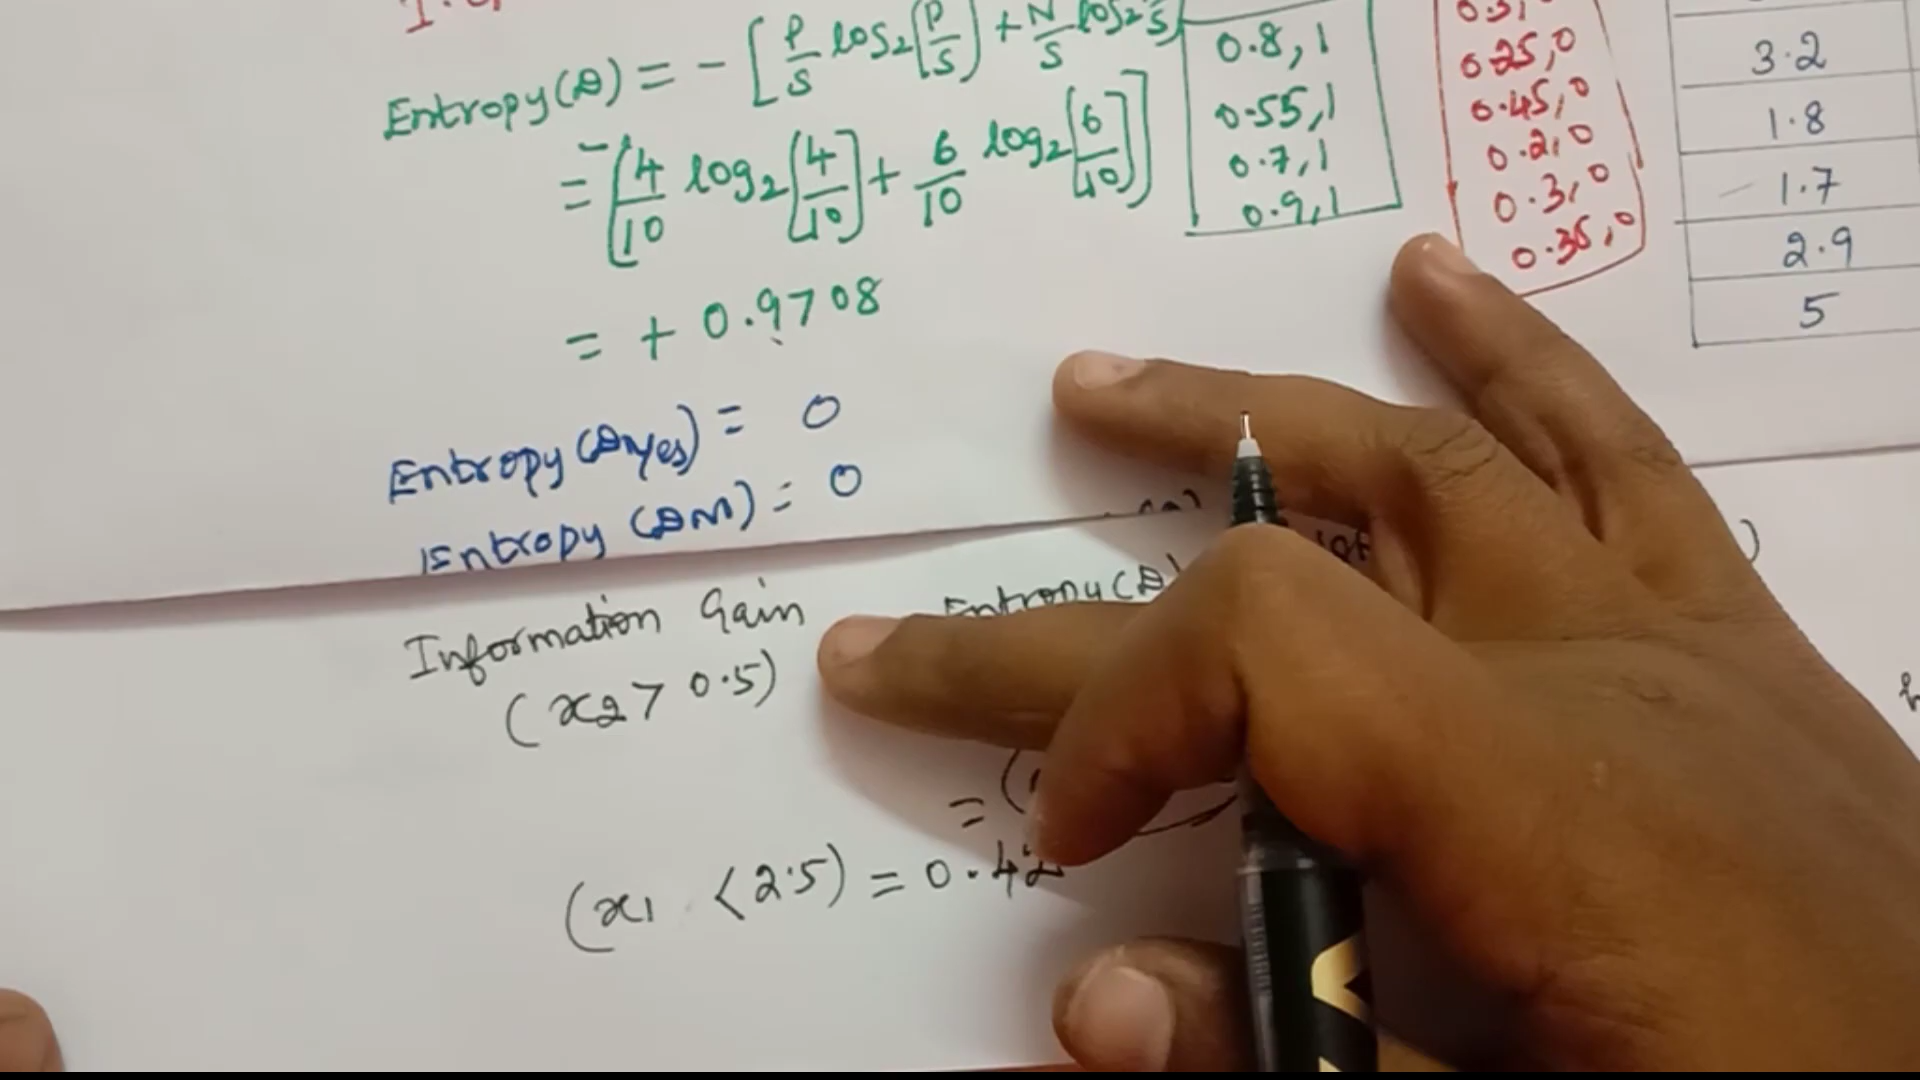 Entropy(D) = - [P/S log2(P/S) + N/S log2
= -[4/10 log2[4/10] + 6/10 log2[6/10]]
= + 0.9708
Entropy (Dyes) = 0
Entropy (DNo) = 0
Information Gain
Entropy(D)
(x2 > 0.5)
=
(x1 < 2.5) = 0.42
0.8, 1
0.55, 1
0.7, 1
0.9, 1
0.25, 0
0.45, 0
0.2, 0
0.3, 0
0.35, 0
3.2
1.8
1.7
2.9
5